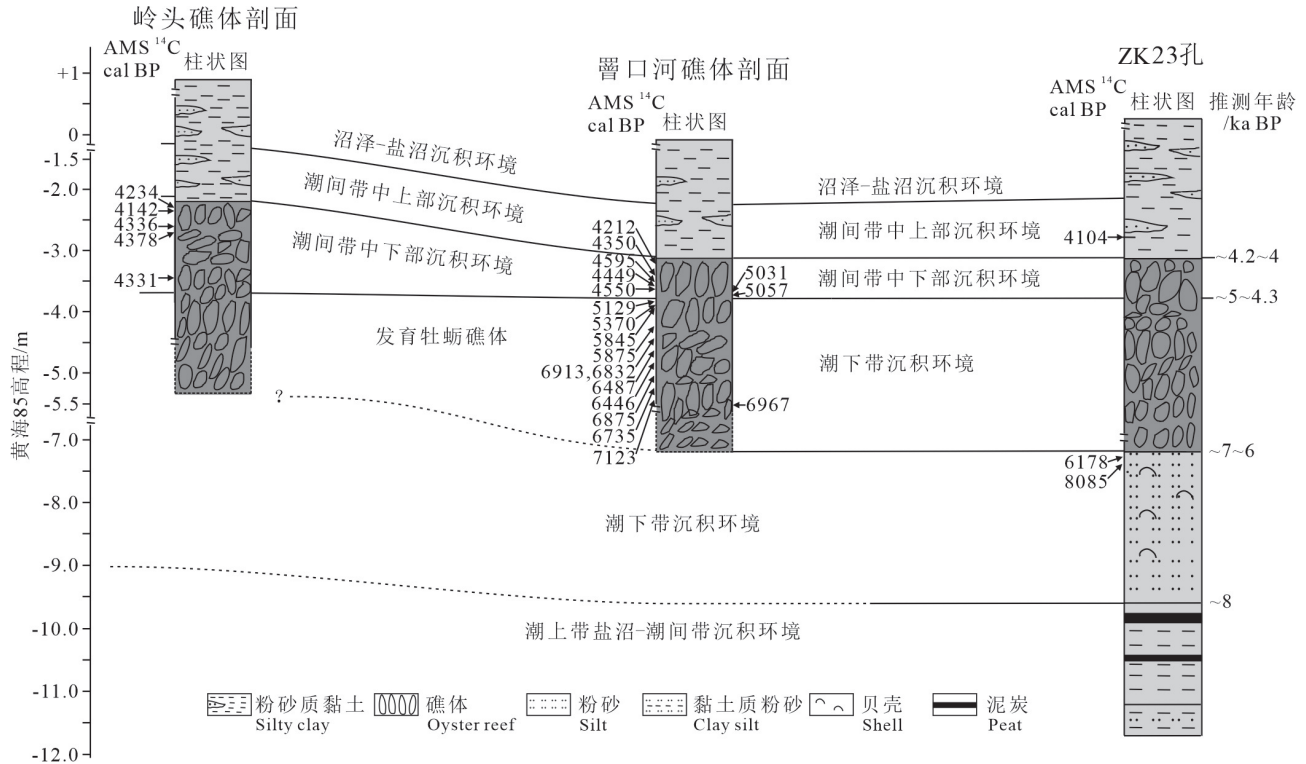 岭头礁体剖面
AMS ¹⁴C
cal BP
柱状图
罾口河礁体剖面
AMS ¹⁴C
cal BP
柱状图
ZK23孔
AMS ¹⁴C
cal BP
柱状图
推测年龄
/ka BP
黄海85高程/m
+1
0
-1.5
-2.0
-3.0
-4.0
-5.0
-5.5
-7.0
-8.0
-9.0
-10.0
-11.0
-12.0
4234
4142
4336
4378
4331
沼泽-盐沼沉积环境
潮间带中上部沉积环境
潮间带中下部沉积环境
发育牡蛎礁体
?
4212
4350
4595
4449
4550
5129
5370
5845
5875
6913,6832
6487
6446
6875
6735
7123
5031
5057
6967
沼泽-盐沼沉积环境
潮间带中上部沉积环境
潮间带中下部沉积环境
潮下带沉积环境
4104
6178
8085
~4.2~4
~5~4.3
~7~6
~8
潮下带沉积环境
潮上带盐沼-潮间带沉积环境
粉砂质黏土
Silty clay
礁体
Oyster reef
粉砂
Silt
黏土质粉砂
Clay silt
贝壳
Shell
泥炭
Peat